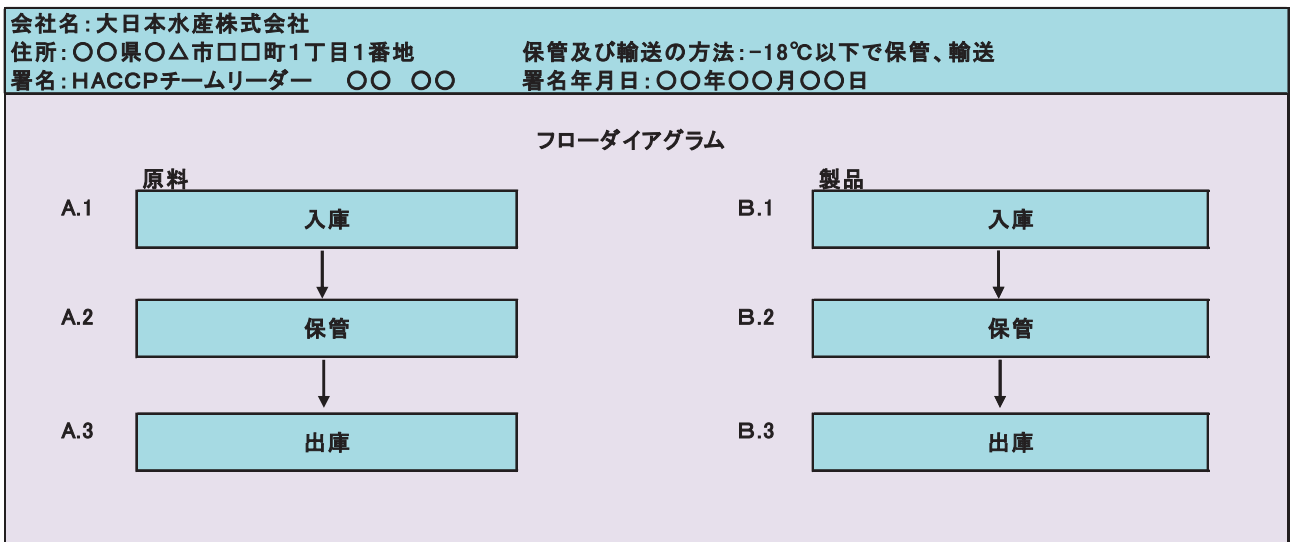 会社名:大日本水産株式会社
住所:〇〇県〇△市□□町1丁目1番地 保管及び輸送の方法:-18℃以下で保管、輸送
署名:HACCPチームリーダー 〇〇 〇〇 署名年月日:〇〇年〇〇月〇〇日
フローダイアグラム
原料
A.1 入庫
A.2 保管
A.3 出庫
製品
B.1 入庫
B.2 保管
B.3 出庫